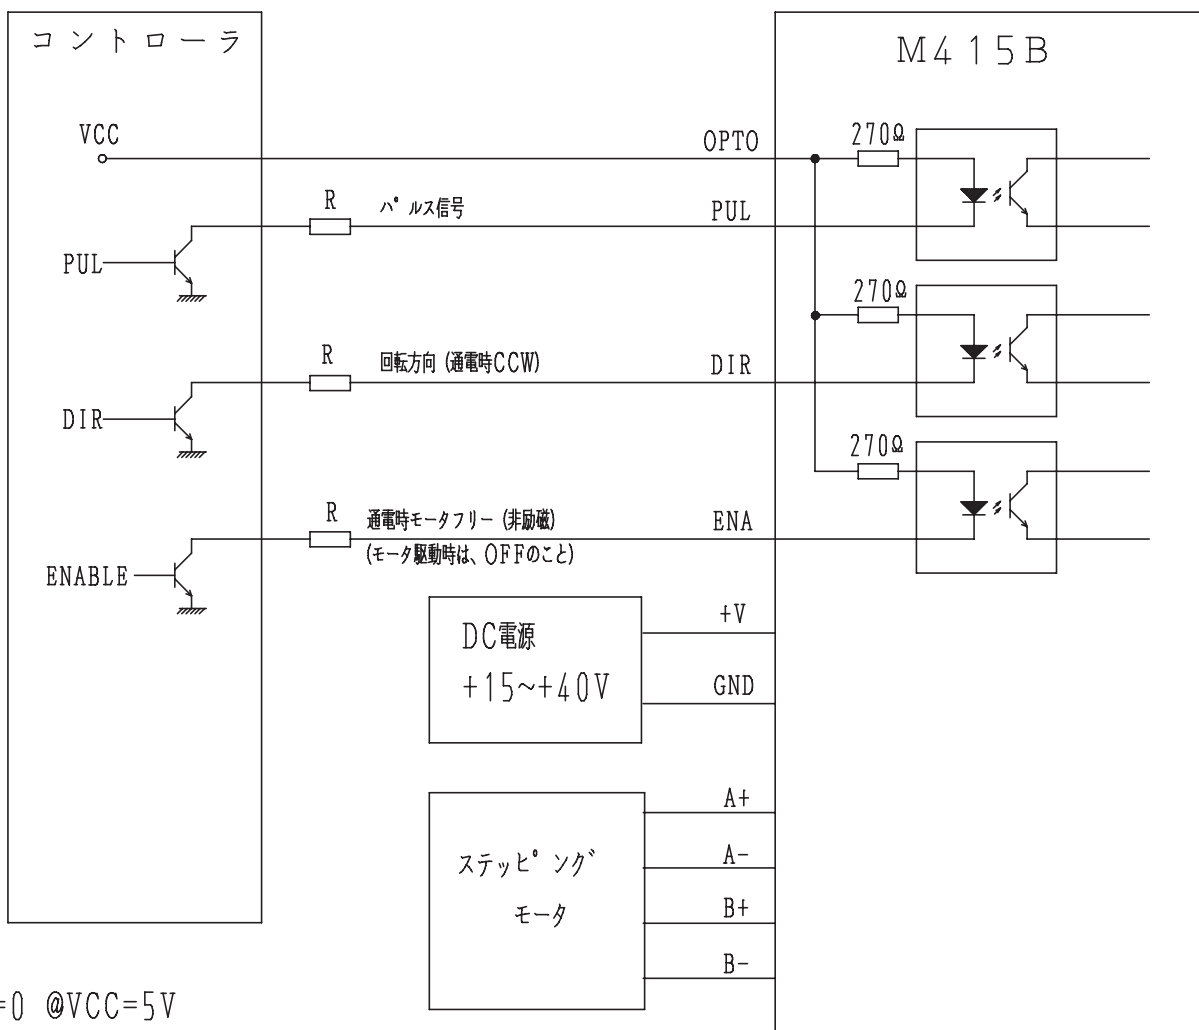 コントローラ
M415B
VCC
OPTO
270Ω
R
パルス信号
PUL
PUL
270Ω
R
回転方向(通電時CCW)
DIR
DIR
270Ω
R
通電時モータフリー(非励磁)
ENA
(モータ駆動時は、OFFのこと)
ENABLE
+V
DC電源
+15~+40V
GND
A+
ステッピング
A-
モータ
B+
B-
=0 @VCC=5V